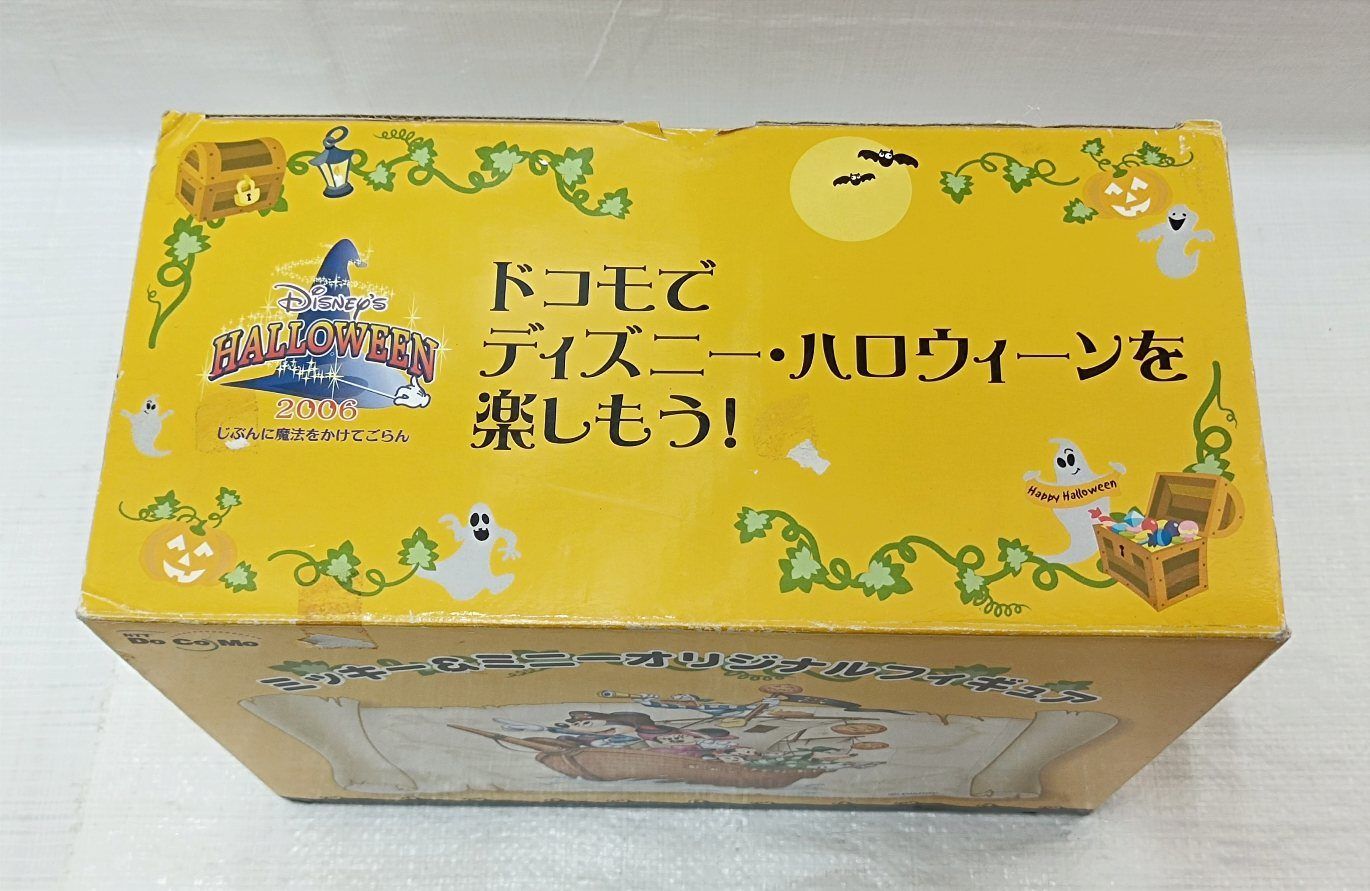 Disney's
HALLOWEEN
2006
じぶんに魔法をかけてごらん
ドコモで
ディズニー・ハロウィーンを
楽しもう!
Happy Halloween
NTT
DoCoMo
ミッキー&ミニーオリジナルフィギュア